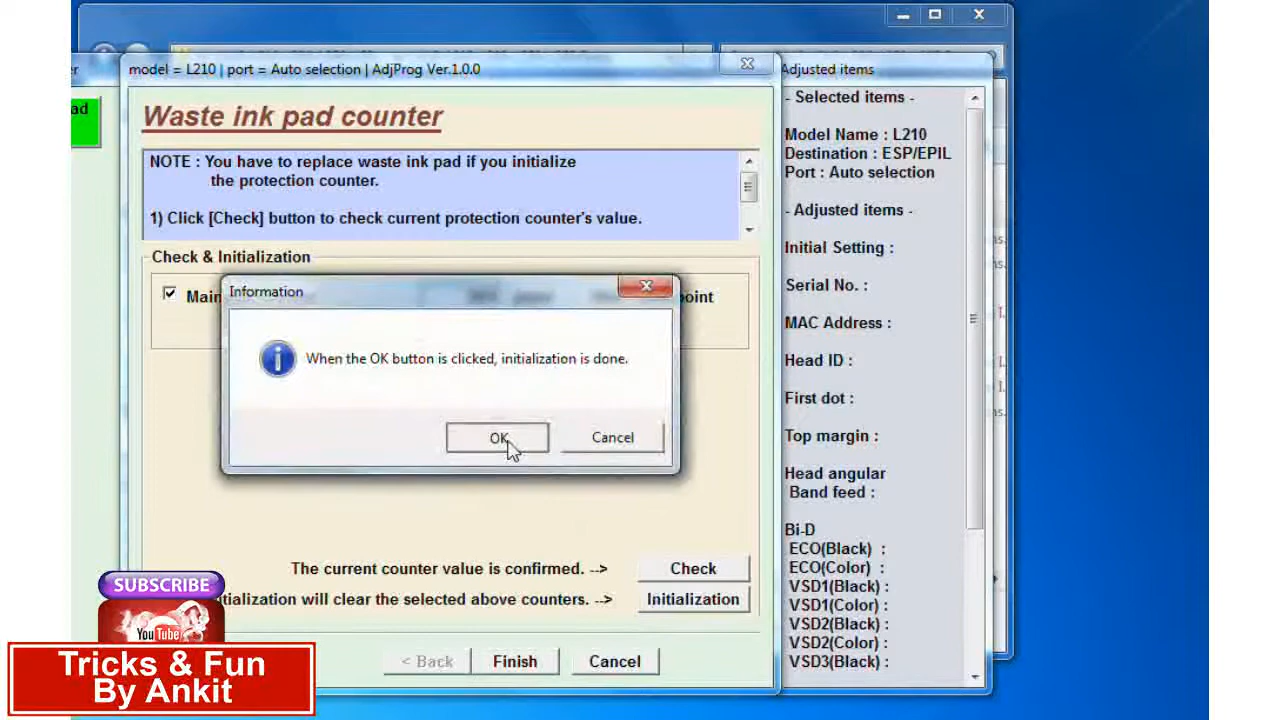 model = L210 | port = Auto selection | AdjProg Ver.1.0.0
Waste ink pad counter
NOTE : You have to replace waste ink pad if you initialize
the protection counter.
1) Click [Check] button to check current protection counter's value.
Check & Initialization
Main
point
Information
When the OK button is clicked, initialization is done.
OK
Cancel
The current counter value is confirmed. -->
Check
itialization will clear the selected above counters. -->
Initialization
< Back
Finish
Cancel
Adjusted items
- Selected items -
Model Name : L210
Destination : ESP/EPIL
Port : Auto selection
- Adjusted items -
Initial Setting :
Serial No. :
MAC Address :
Head ID :
First dot :
Top margin :
Head angular
Band feed :
Bi-D
ECO(Black) :
ECO(Color) :
VSD1(Black) :
VSD1(Color) :
VSD2(Black) :
VSD2(Color) :
VSD3(Black) :
SUBSCRIBE
YouTube
Tricks & Fun
By Ankit